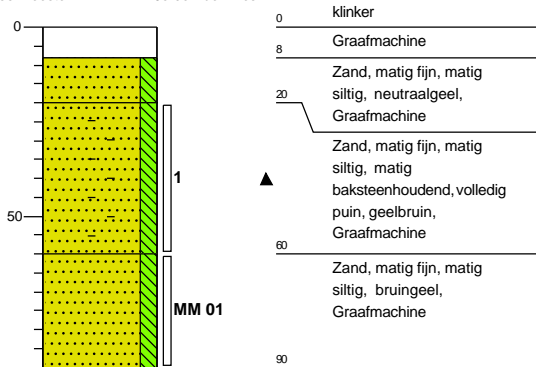 0
50
1
MM 01
0
klinker
8
Graafmachine
20
Zand, matig fijn, matig
siltig, neutraalgeel,
Graafmachine
Zand, matig fijn, matig
siltig, matig
baksteenhoudend, volledig
puin, geelbruin,
Graafmachine
60
Zand, matig fijn, matig
siltig, bruingeel,
Graafmachine
90